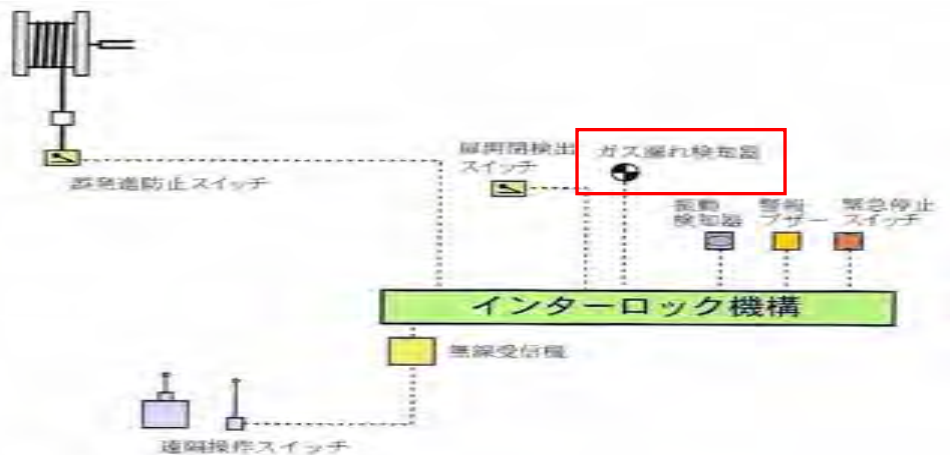 扉開閉検出
スイッチ
ガス漏れ検知器
誤発進防止スイッチ
振動
検知器
警報
ブザー
緊急停止
スイッチ
インターロック機構
無線受信機
遠隔操作スイッチ